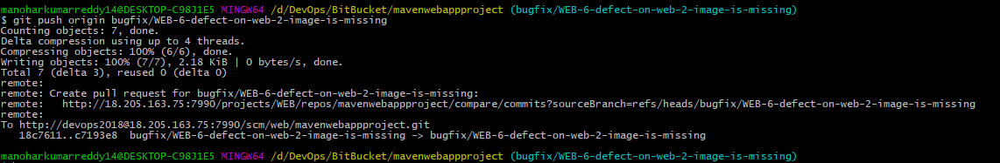 manoharkumarreddy14@DESKTOP-C98J1E5 MINGW64 /d/DevOps/BitBucket/mavenwebappproject (bugfix/WEB-6-defect-on-web-2-image-is-missing)
$ git push origin bugfix/WEB-6-defect-on-web-2-image-is-missing
Counting objects: 7, done.
Delta compression using up to 4 threads.
Compressing objects: 100% (6/6), done.
Writing objects: 100% (7/7), 2.18 KiB | 0 bytes/s, done.
Total 7 (delta 3), reused 0 (delta 0)
remote:
remote: Create pull request for bugfix/WEB-6-defect-on-web-2-image-is-missing:
remote:   http://18.205.163.75:7990/projects/WEB/repos/mavenwebappproject/compare/commits?sourceBranch=refs/heads/bugfix/WEB-6-defect-on-web-2-image-is-missing
remote:
To http://devops2018@18.205.163.75:7990/scm/web/mavenwebappproject.git
   18c7611..c7193e8  bugfix/WEB-6-defect-on-web-2-image-is-missing -> bugfix/WEB-6-defect-on-web-2-image-is-missing
manoharkumarreddy14@DESKTOP-C98J1E5 MINGW64 /d/DevOps/BitBucket/mavenwebappproject (bugfix/WEB-6-defect-on-web-2-image-is-missing)